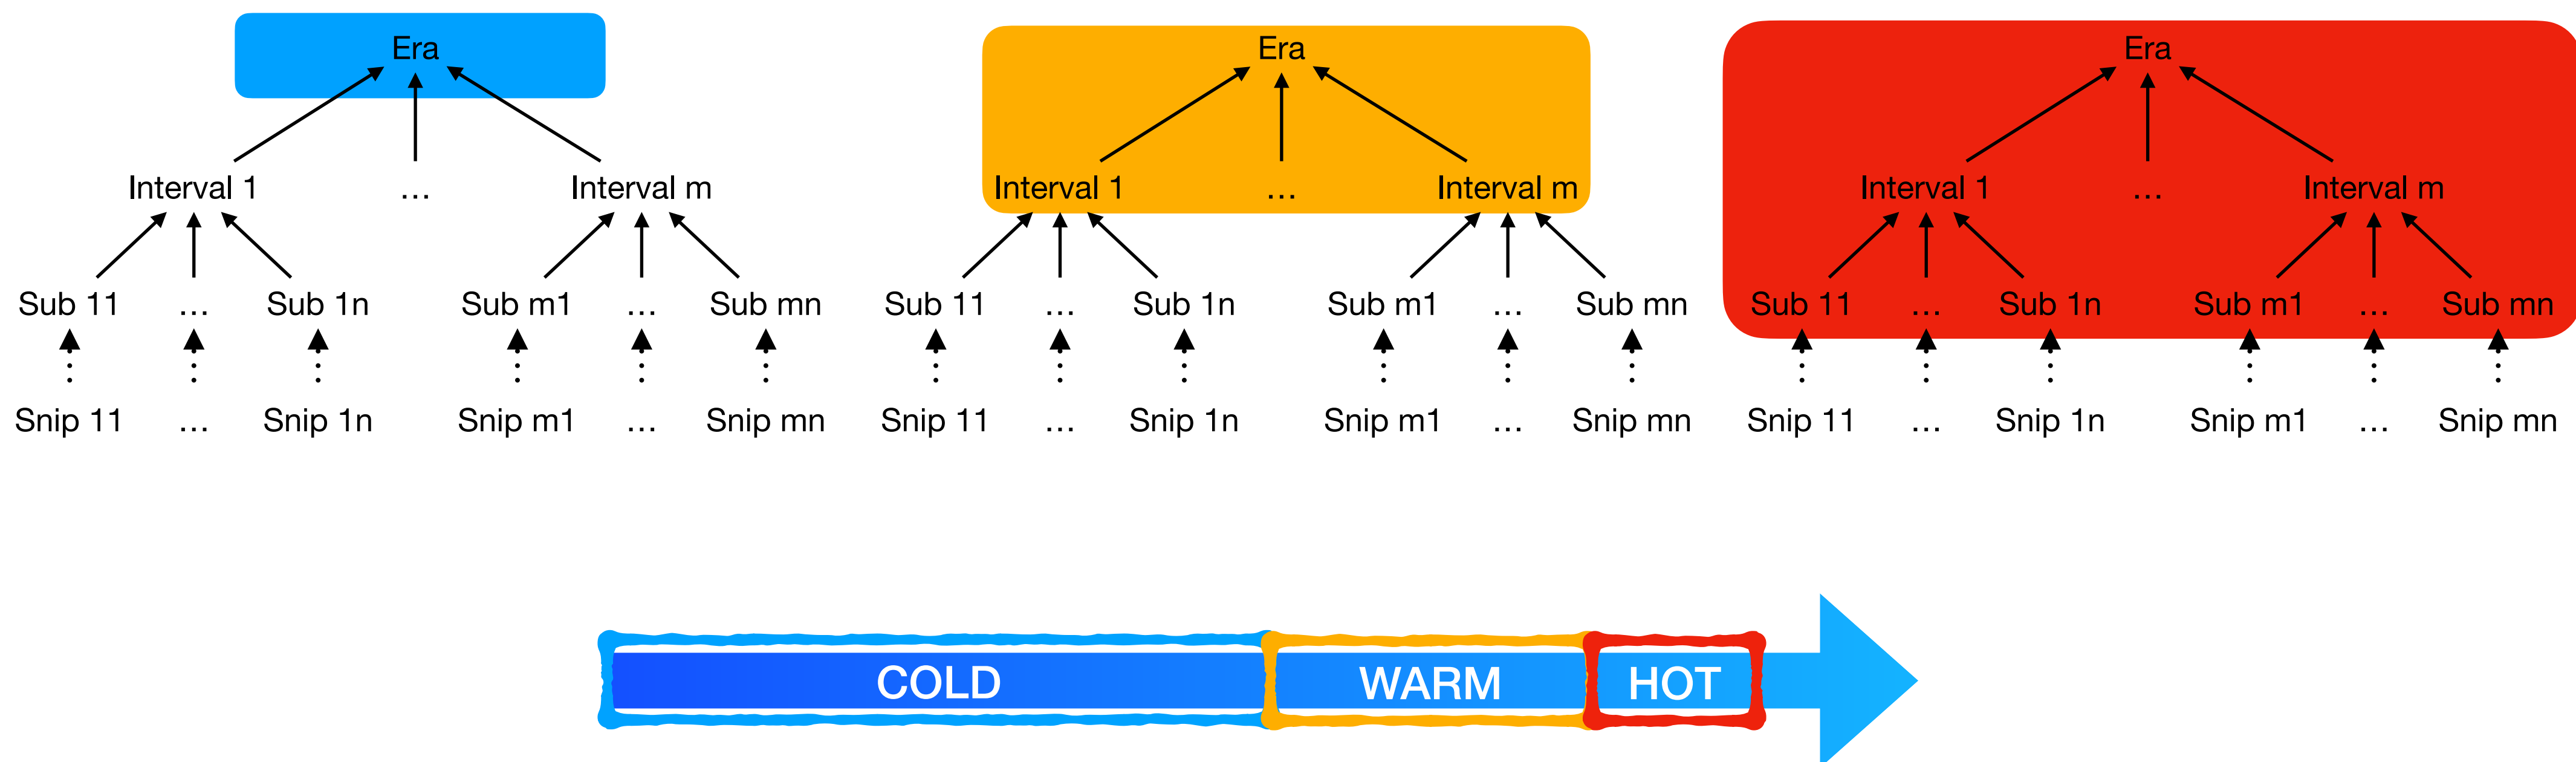 Era Era Era
Interval 1 ... Interval m Interval 1 ... Interval m Interval 1 ... Interval m
Sub 11 ... Sub 1n Sub m1 ... Sub mn Sub 11 ... Sub 1n Sub m1 ... Sub mn Sub 11 ... Sub 1n Sub m1 ... Sub mn
Snip 11 ... Snip 1n Snip m1 ... Snip mn Snip 11 ... Snip 1n Snip m1 ... Snip mn Snip 11 ... Snip 1n Snip m1 ... Snip mn
COLD WARM HOT